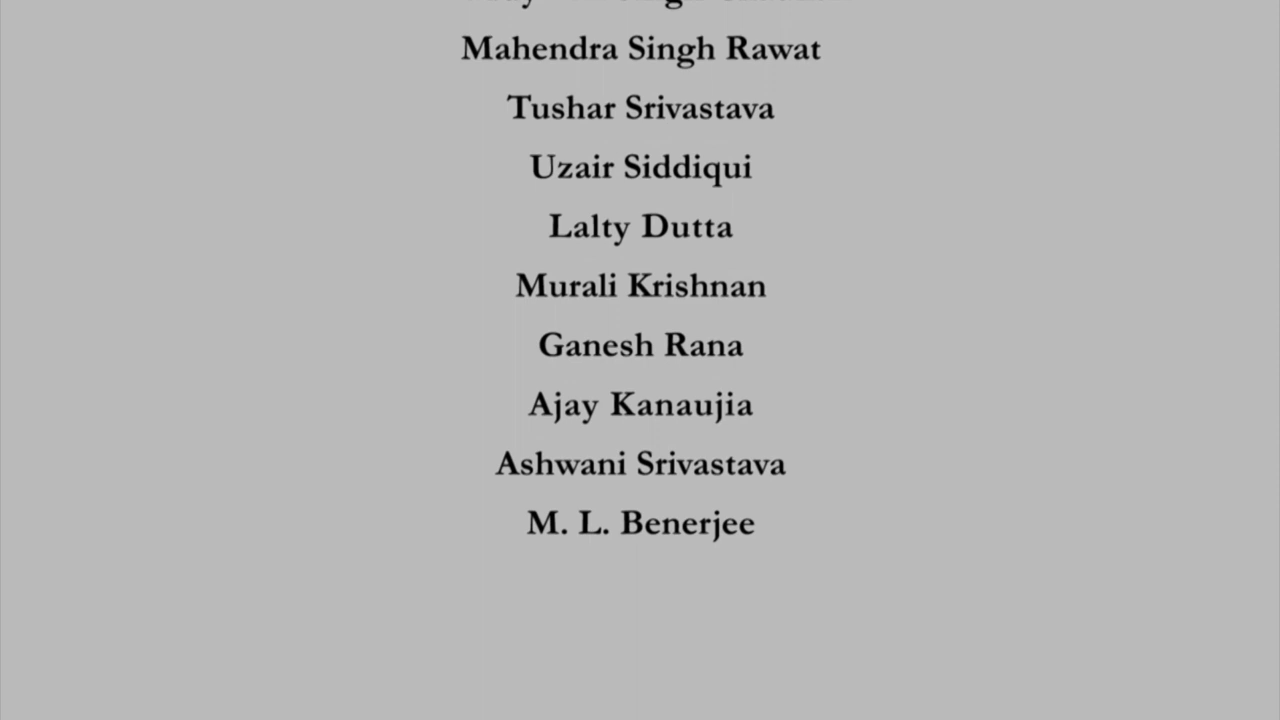 Mahendra Singh Rawat
Tushar Srivastava
Uzair Siddiqui
Lalty Dutta
Murali Krishnan
Ganesh Rana
Ajay Kanaujia
Ashwani Srivastava
M. L. Benerjee